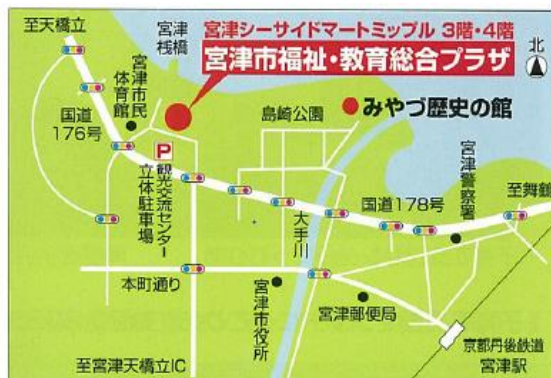 至天橋立
宮津
桟橋
宮津シーサイドマートミップル 3階・4階
宮津市福祉・教育総合プラザ
北
宮津市民
体育館
国道
176号
島崎公園
みやづ歴史の館
P
観光交流センター
立体駐車場
宮津警察署
至舞鶴
国道178号
大手川
本町通り
宮津市役所
宮津郵便局
至宮津天橋立IC
京都丹後鉄道
宮津駅